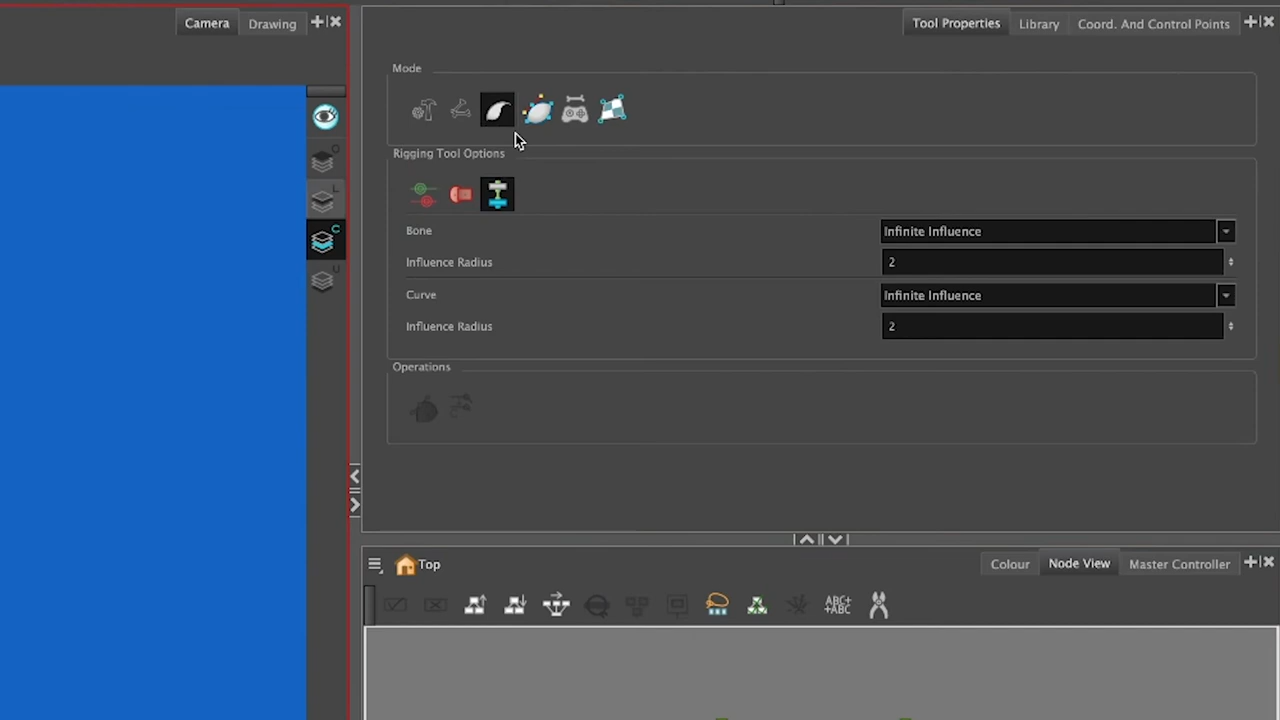 Camera
Drawing
Tool Properties
Library
Coord. And Control Points
Mode
O
L
C
U
Rigging Tool Options
Bone
Infinite Influence
Influence Radius
2
Curve
Infinite Influence
Influence Radius
2
Operations
Top
Colour
Node View
Master Controller
ABC+
+ABC